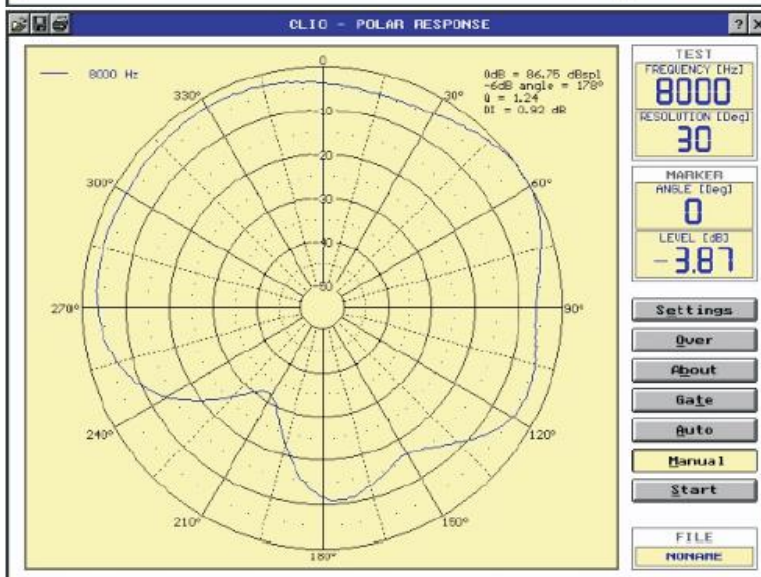 CLIO - POLAR RESPONSE
? X
8000 Hz
0dB = 86.75 dBspl
-6dB angle = 178°
Q = 1.24
DI = 0.92 dB
0
30°
60°
90°
120°
150°
180°
210°
240°
270°
300°
330°
-10
-20
-30
-40
TEST
FREQUENCY [Hz]
8000
RESOLUTION [Deg]
30
MARKER
ANGLE [Deg]
0
LEVEL [dB]
-3.87
Settings
Over
About
Gate
Auto
Manual
Start
FILE
NONAME